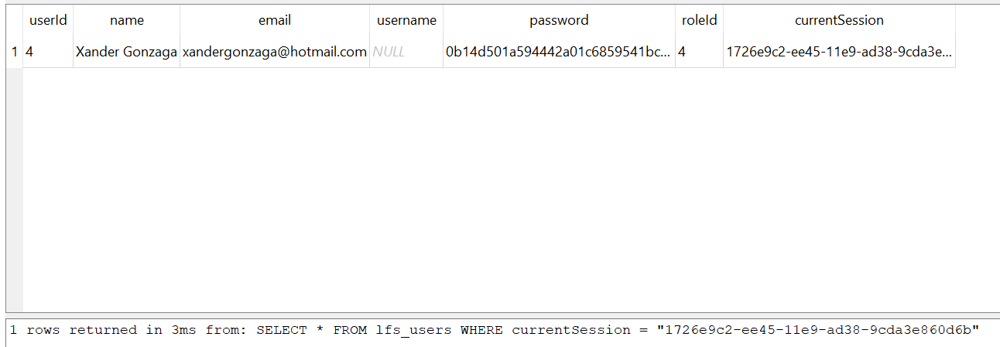 userId name email username password roleId currentSession
1 4 Xander Gonzaga xandergonzaga@hotmail.com NULL 0b14d501a594442a01c6859541bc... 4 1726e9c2-ee45-11e9-ad38-9cda3e...
1 rows returned in 3ms from: SELECT * FROM lfs_users WHERE currentSession = "1726e9c2-ee45-11e9-ad38-9cda3e860d6b"